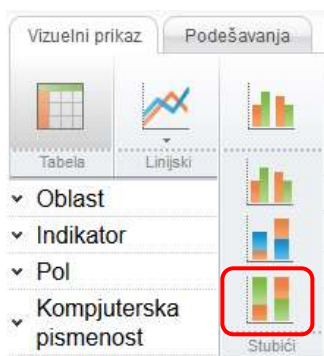 Vizuelni prikaz
Podešavanja
Tabela
Linijski
Oblast
Indikator
Pol
Kompjuterska
pismenost
Stubići